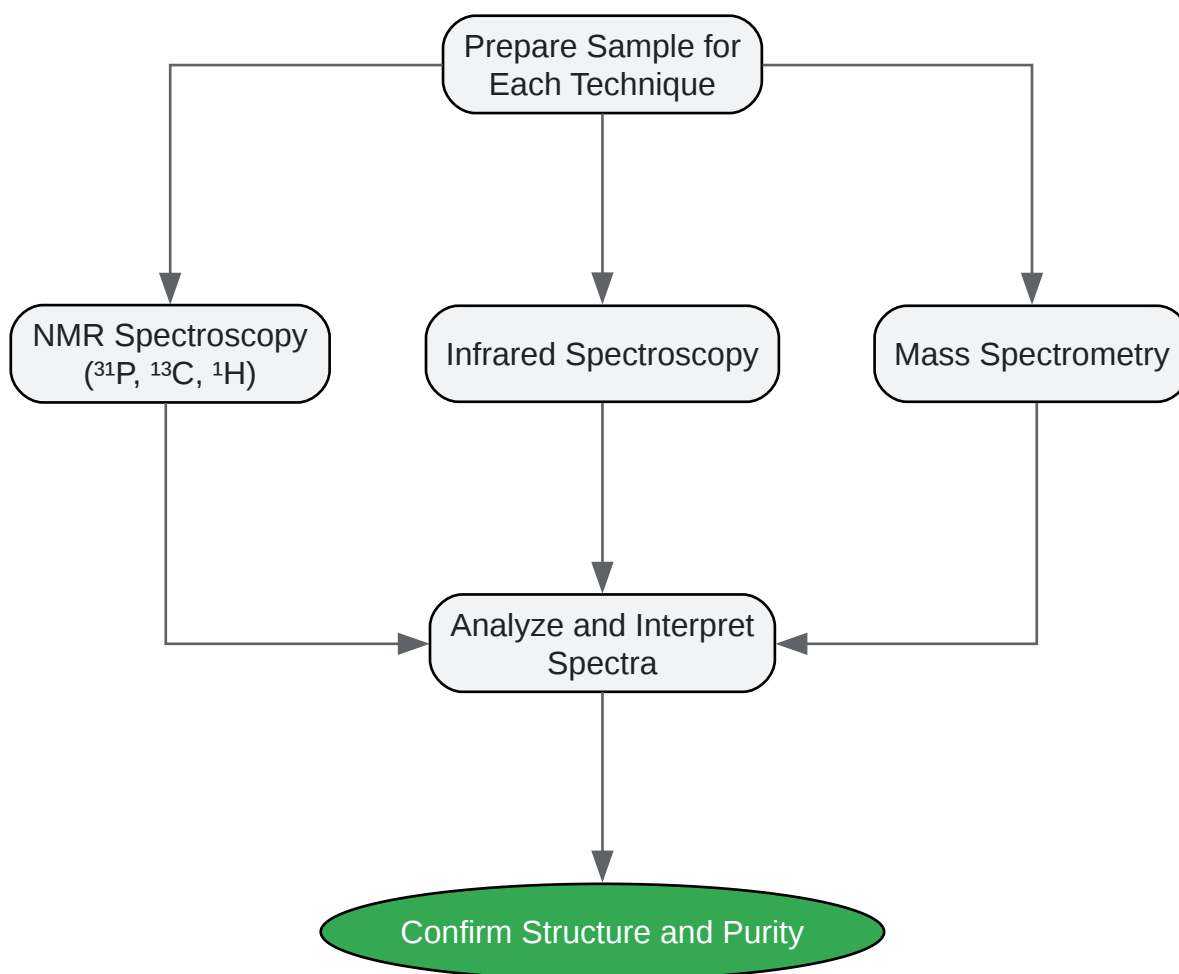 Prepare Sample for
Each Technique
NMR Spectroscopy
(³¹P, ¹³C, ¹H)
Infrared Spectroscopy
Mass Spectrometry
Analyze and Interpret
Spectra
Confirm Structure and Purity